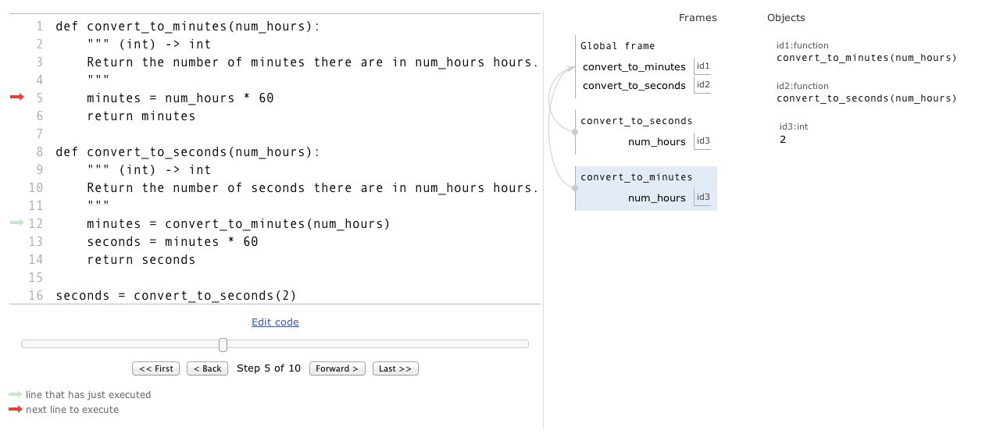 1 def convert_to_minutes(num_hours):
2     """ (int) -> int
3     Return the number of minutes there are in num_hours hours.
4     """
5     minutes = num_hours * 60
6     return minutes
7
8 def convert_to_seconds(num_hours):
9     """ (int) -> int
10     Return the number of seconds there are in num_hours hours.
11     """
12     minutes = convert_to_minutes(num_hours)
13     seconds = minutes * 60
14     return seconds
15
16 seconds = convert_to_seconds(2)
Edit code
<< First < Back Step 5 of 10 Forward > Last >>
line that has just executed
next line to execute
Frames
Global frame
convert_to_minutes id1
convert_to_seconds id2
convert_to_seconds
num_hours id3
convert_to_minutes
num_hours id3
Objects
id1:function
convert_to_minutes(num_hours)
id2:function
convert_to_seconds(num_hours)
id3:int
2